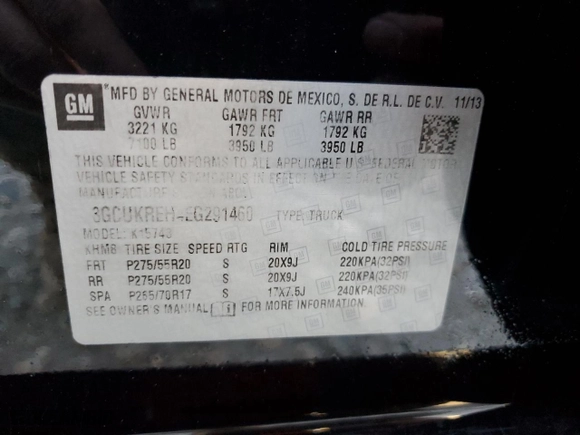 GM
MFD BY GENERAL MOTORS DE MEXICO, S. DE R.L. DE C.V. 11/13
GVWR GAWR FRT GAWR RR
3221 KG 1792 KG 1792 KG
7100 LB 3950 LB 3950 LB
THIS VEHICLE CONFORMS TO ALL APPLICABLE U.S. FEDERAL MOTOR
VEHICLE SAFETY STANDARDS
MANUFACTURE
TYPE: TRUCK
MODEL: K15743
KHMB TIRE SIZE SPEED RTG RIM COLD TIRE PRESSURE
FRT P275/55R20 S 20X9J 220KPA(32PSI)
RR P275/55R20 S 20X9J 220KPA(32PSI)
SPA P265/70R17 S 17X7.5J 240KPA(35PSI)
SEE OWNER'S MANUAL i FOR MORE INFORMATION.